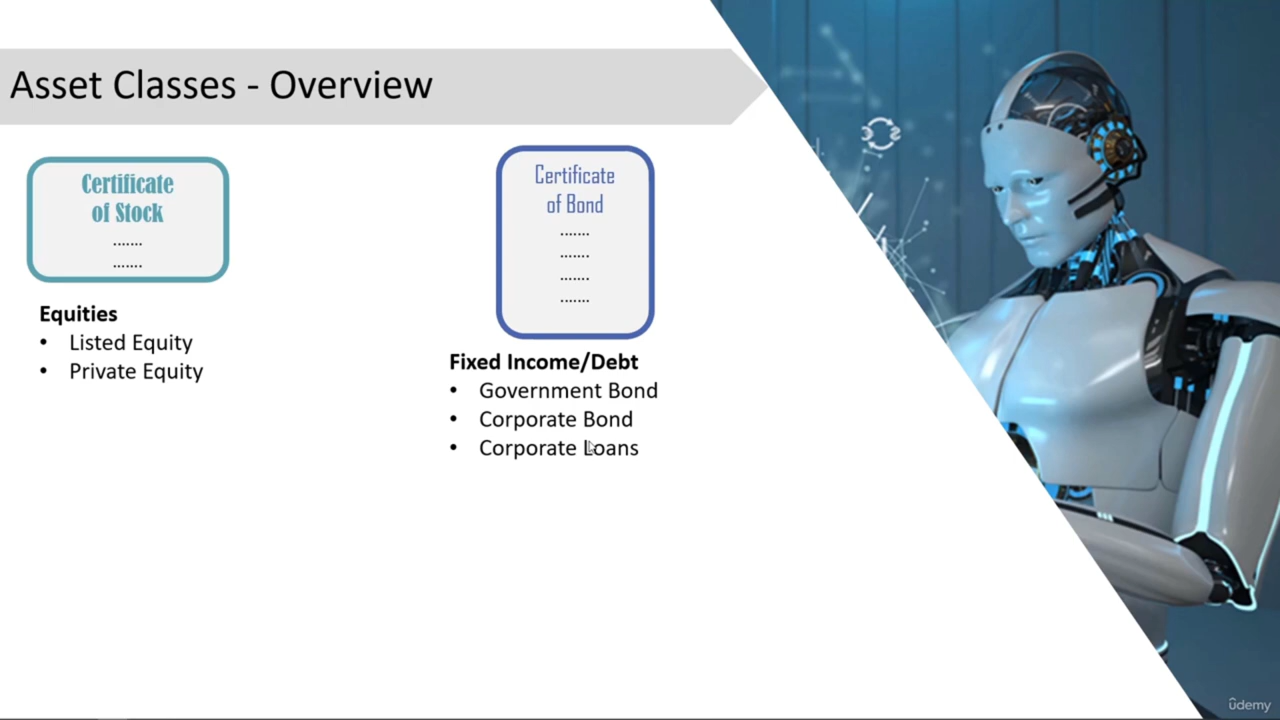 Asset Classes - Overview
Certificate
of Stock
.......
.......
Equities
• Listed Equity
• Private Equity
Certificate
of Bond
.......
.......
.......
.......
Fixed Income/Debt
• Government Bond
• Corporate Bond
• Corporate Loans
ûdemy